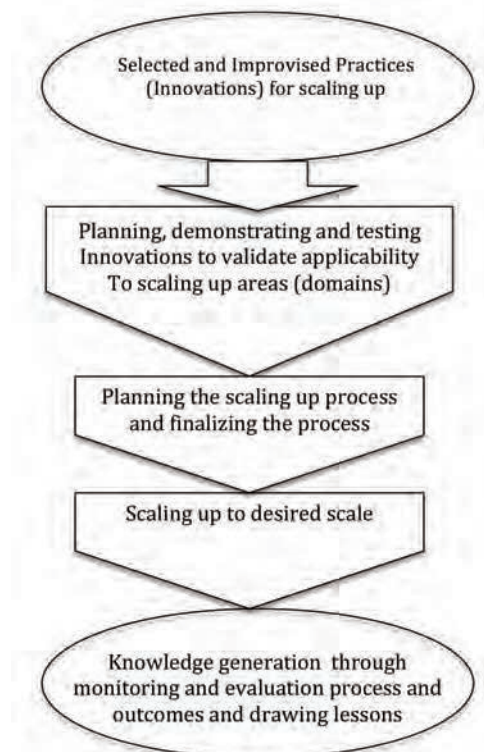 Selected and Improvised Practices
(Innovations) for scaling up
Planning, demonstrating and testing
Innovations to validate applicability
To scaling up areas (domains)
Planning the scaling up process
and finalizing the process
Scaling up to desired scale
Knowledge generation through
monitoring and evaluation process and
outcomes and drawing lessons